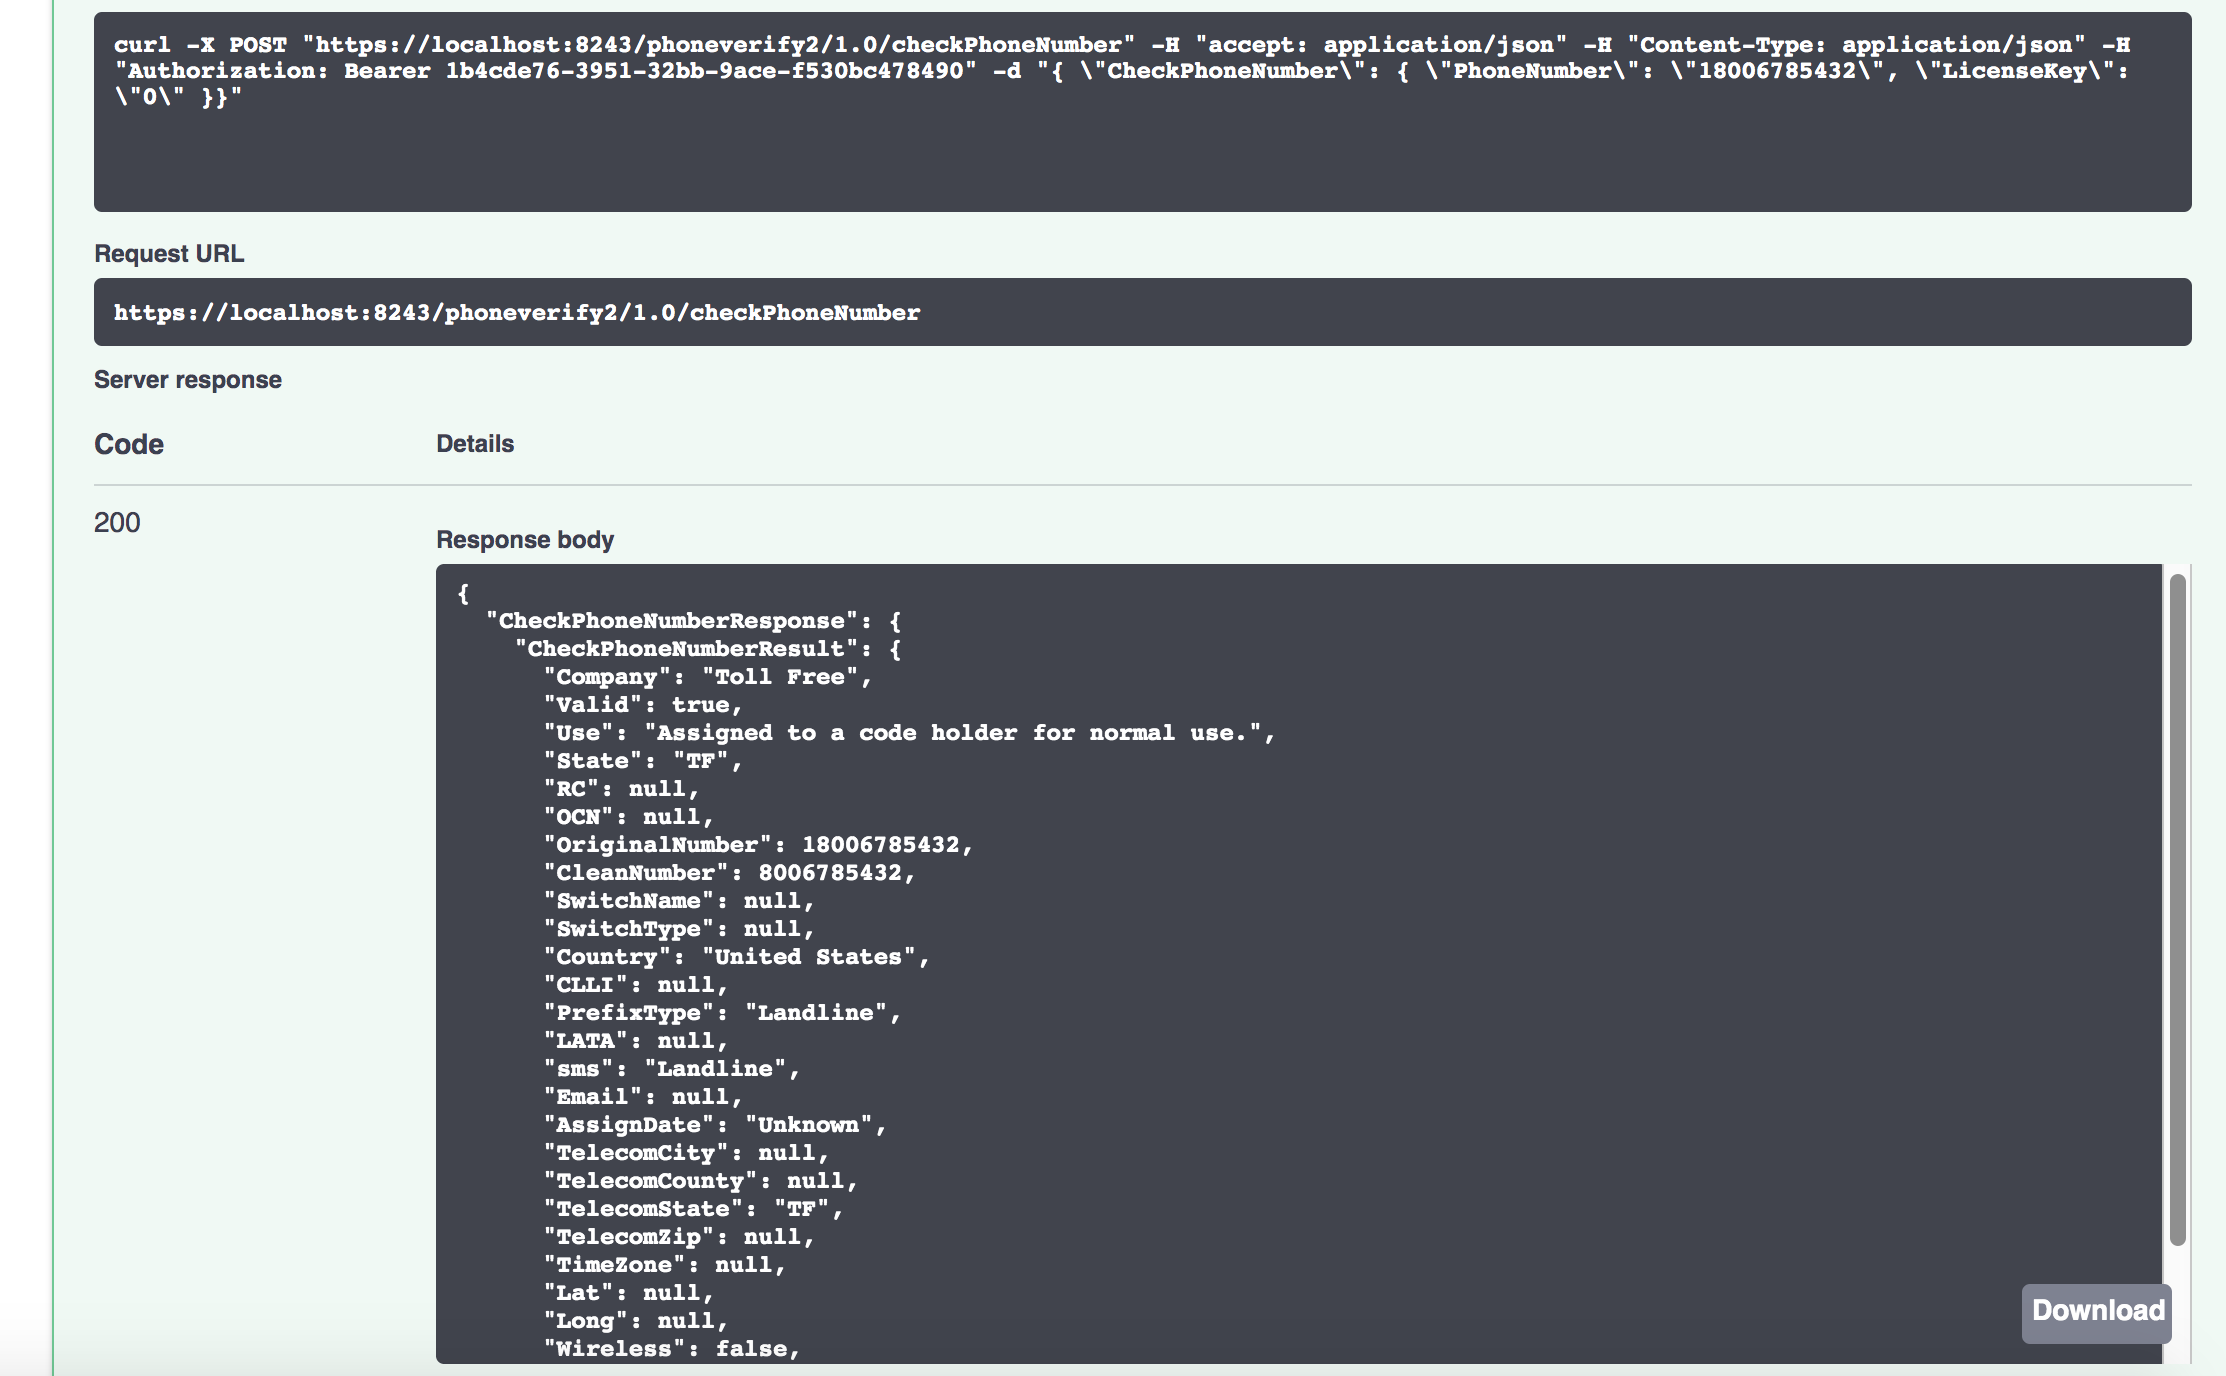 curl -X POST "https://localhost:8243/phoneverify2/1.0/checkPhoneNumber" -H "accept: application/json" -H "Content-Type: application/json" -H
"Authorization: Bearer 1b4cde76-3951-32bb-9ace-f530bc478490" -d "{ \"CheckPhoneNumber\": { \"PhoneNumber\": \"18006785432\", \"LicenseKey\":
\"0\" }}"
Request URL
https://localhost:8243/phoneverify2/1.0/checkPhoneNumber
Server response
Code Details
200
Response body
{
"CheckPhoneNumberResponse": {
"CheckPhoneNumberResult": {
"Company": "Toll Free",
"Valid": true,
"Use": "Assigned to a code holder for normal use.",
"State": "TF",
"RC": null,
"OCN": null,
"OriginalNumber": 18006785432,
"CleanNumber": 8006785432,
"SwitchName": null,
"SwitchType": null,
"Country": "United States",
"CLLI": null,
"PrefixType": "Landline",
"LATA": null,
"sms": "Landline",
"Email": null,
"AssignDate": "Unknown",
"TelecomCity": null,
"TelecomCounty": null,
"TelecomState": "TF",
"TelecomZip": null,
"TimeZone": null,
"Lat": null,
"Long": null,
"Wireless": false,
Download